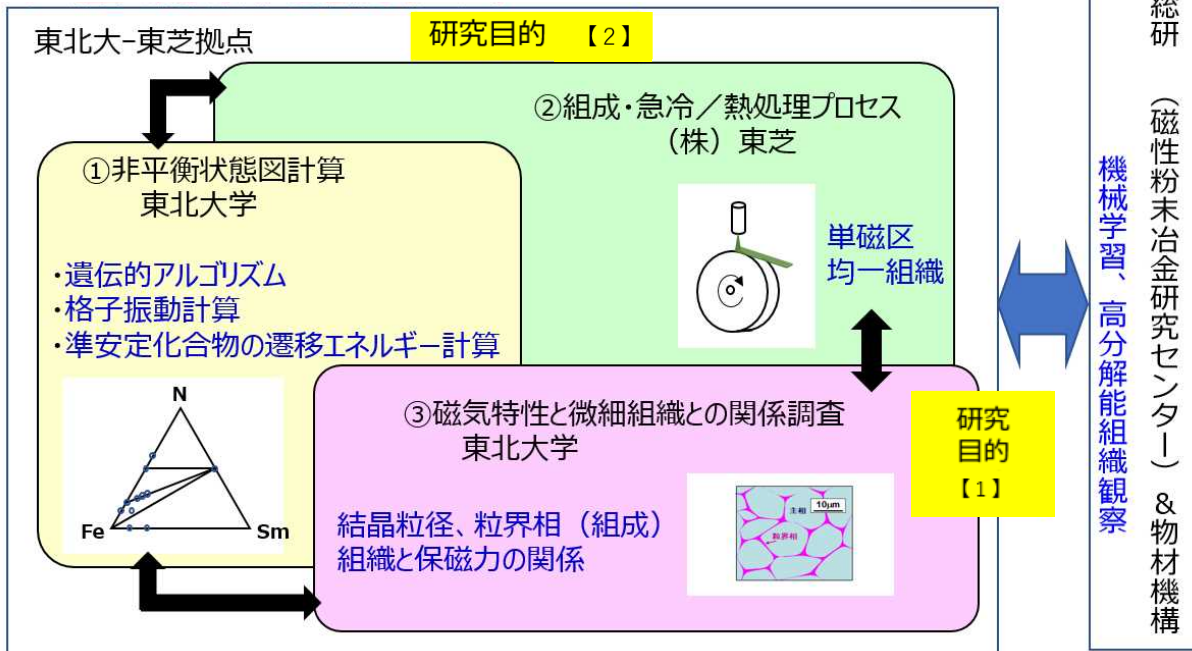 東北大-東芝拠点
研究目的 【2】
②組成・急冷／熱処理プロセス
（株）東芝
単磁区
均一組織
①非平衡状態図計算
東北大学
・遺伝的アルゴリズム
・格子振動計算
・準安定化合物の遷移エネルギー計算
N
Fe
Sm
③磁気特性と微細組織との関係調査
東北大学
結晶粒径、粒界相（組成）
組織と保磁力の関係
主相
10μm
粒界相
研究
目的
【1】
機械学習、高分解能組織観察
総研 （磁性粉末冶金研究センター）＆物材機構